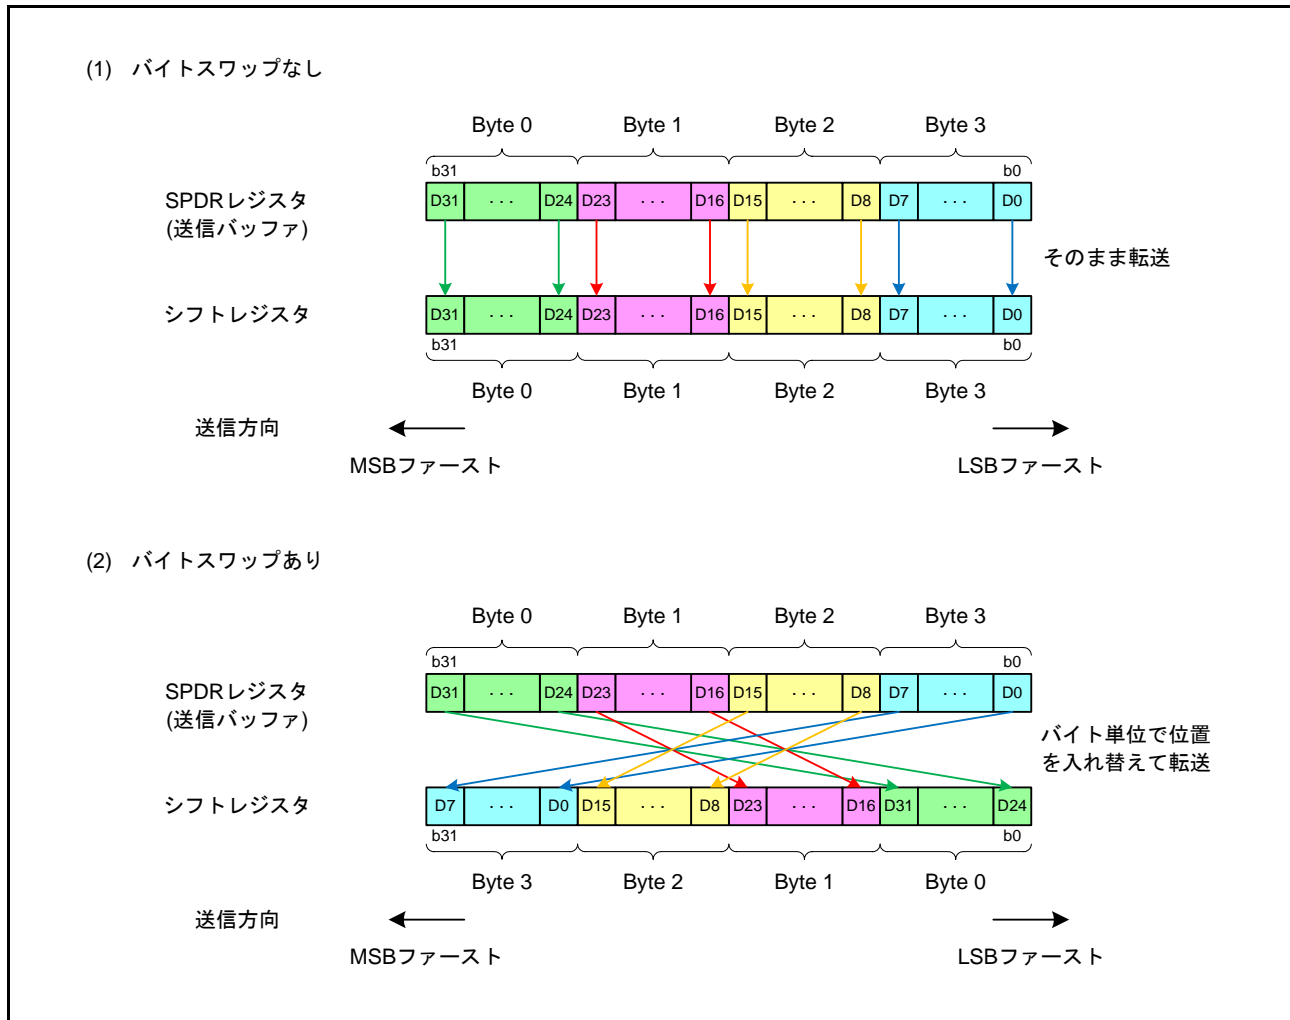 (1) バイトスワップなし
Byte 0 Byte 1 Byte 2 Byte 3
b31 b0
SPDRレジスタ
(送信バッファ)
D31 ... D24 D23 ... D16 D15 ... D8 D7 ... D0
そのまま転送
シフトレジスタ
D31 ... D24 D23 ... D16 D15 ... D8 D7 ... D0
b31 b0
Byte 0 Byte 1 Byte 2 Byte 3
送信方向
MSBファースト LSBファースト
(2) バイトスワップあり
Byte 0 Byte 1 Byte 2 Byte 3
b31 b0
SPDRレジスタ
(送信バッファ)
D31 ... D24 D23 ... D16 D15 ... D8 D7 ... D0
バイト単位で位置
を入れ替えて転送
シフトレジスタ
D7 ... D0 D15 ... D8 D23 ... D16 D31 ... D24
b31 b0
Byte 3 Byte 2 Byte 1 Byte 0
送信方向
MSBファースト LSBファースト